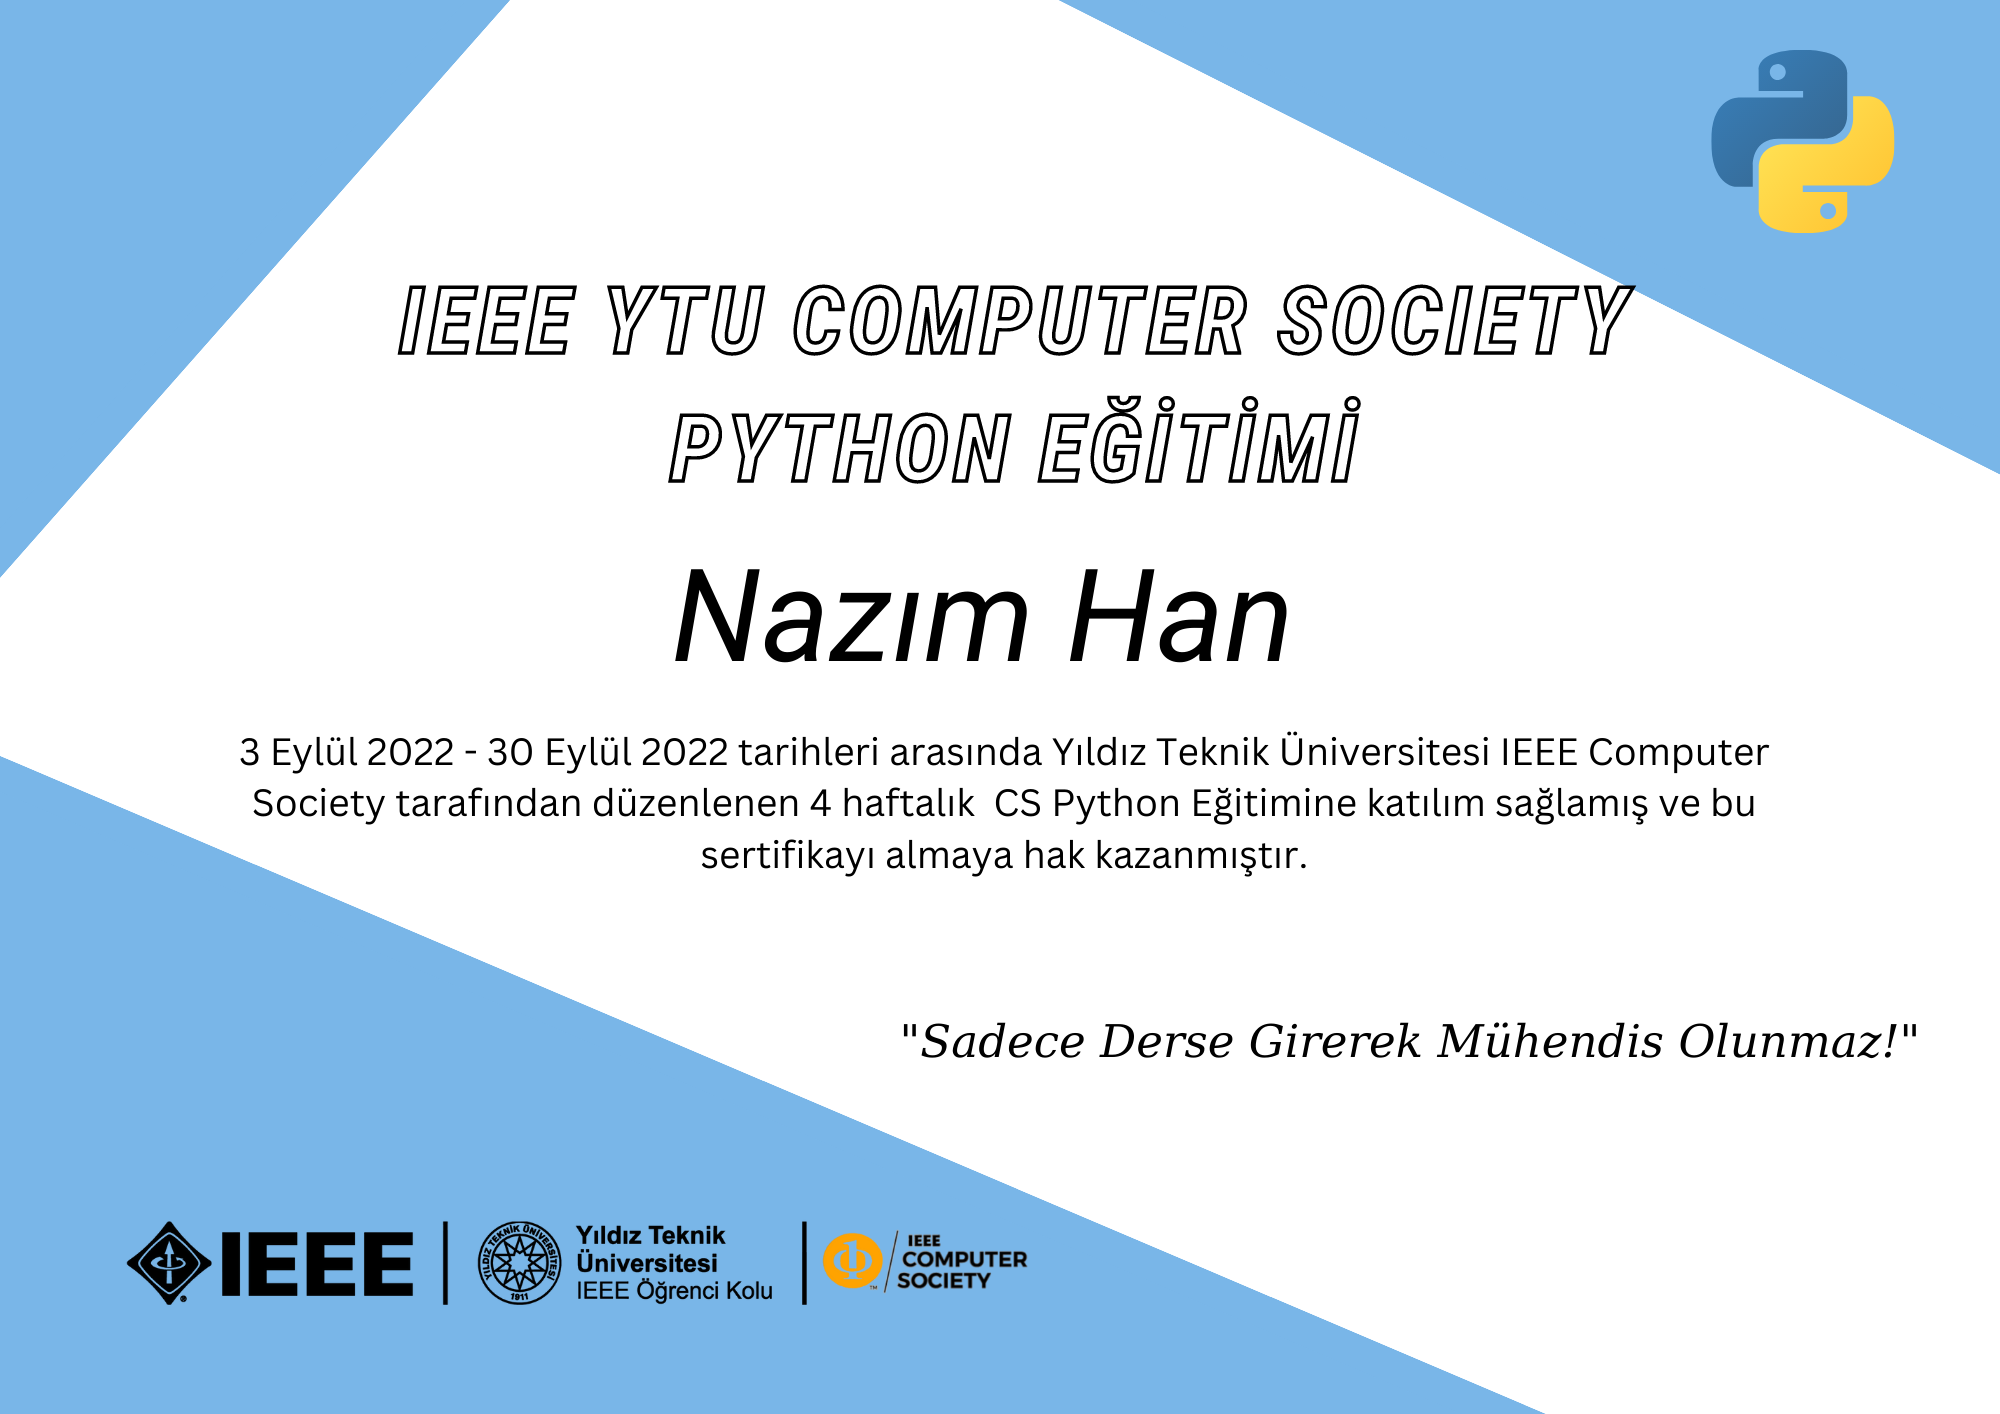 IEEE YTU COMPUTER SOCIETY
PYTHON EĞİTİMİ
Nazım Han
3 Eylül 2022 - 30 Eylül 2022 tarihleri arasında Yıldız Teknik Üniversitesi IEEE Computer
Society tarafından düzenlenen 4 haftalık  CS Python Eğitimine katılım sağlamış ve bu
sertifikayı almaya hak kazanmıştır.
"Sadece Derse Girerek Mühendis Olunmaz!"
IEEE
YILDIZ TEKNİK ÜNİVERSİTESİ
1911
Yıldız Teknik
Üniversitesi
IEEE Öğrenci Kolu
IEEE
COMPUTER
SOCIETY
TM